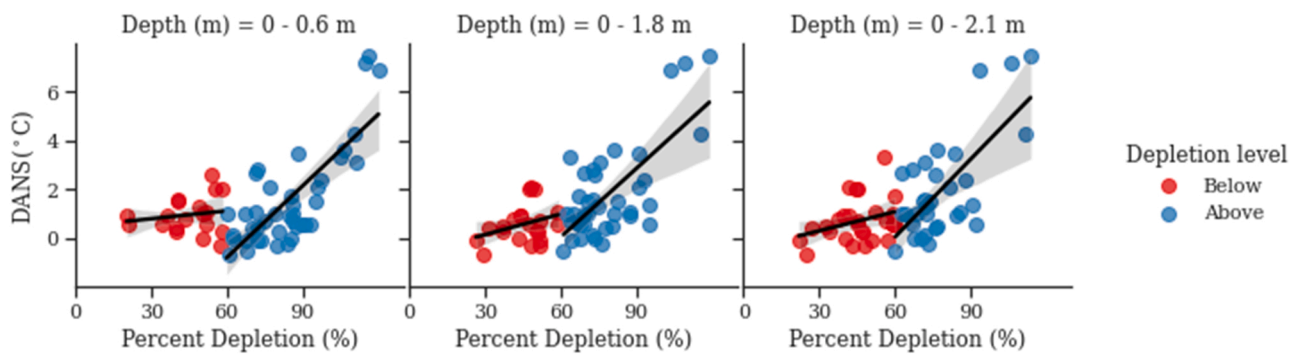 Depth (m) = 0 - 0.6 m
Depth (m) = 0 - 1.8 m
Depth (m) = 0 - 2.1 m
DANS(°C)
6
4
2
0
Depletion level
Below
Above
0 30 60 90
0 30 60 90
0 30 60 90
Percent Depletion (%)
Percent Depletion (%)
Percent Depletion (%)